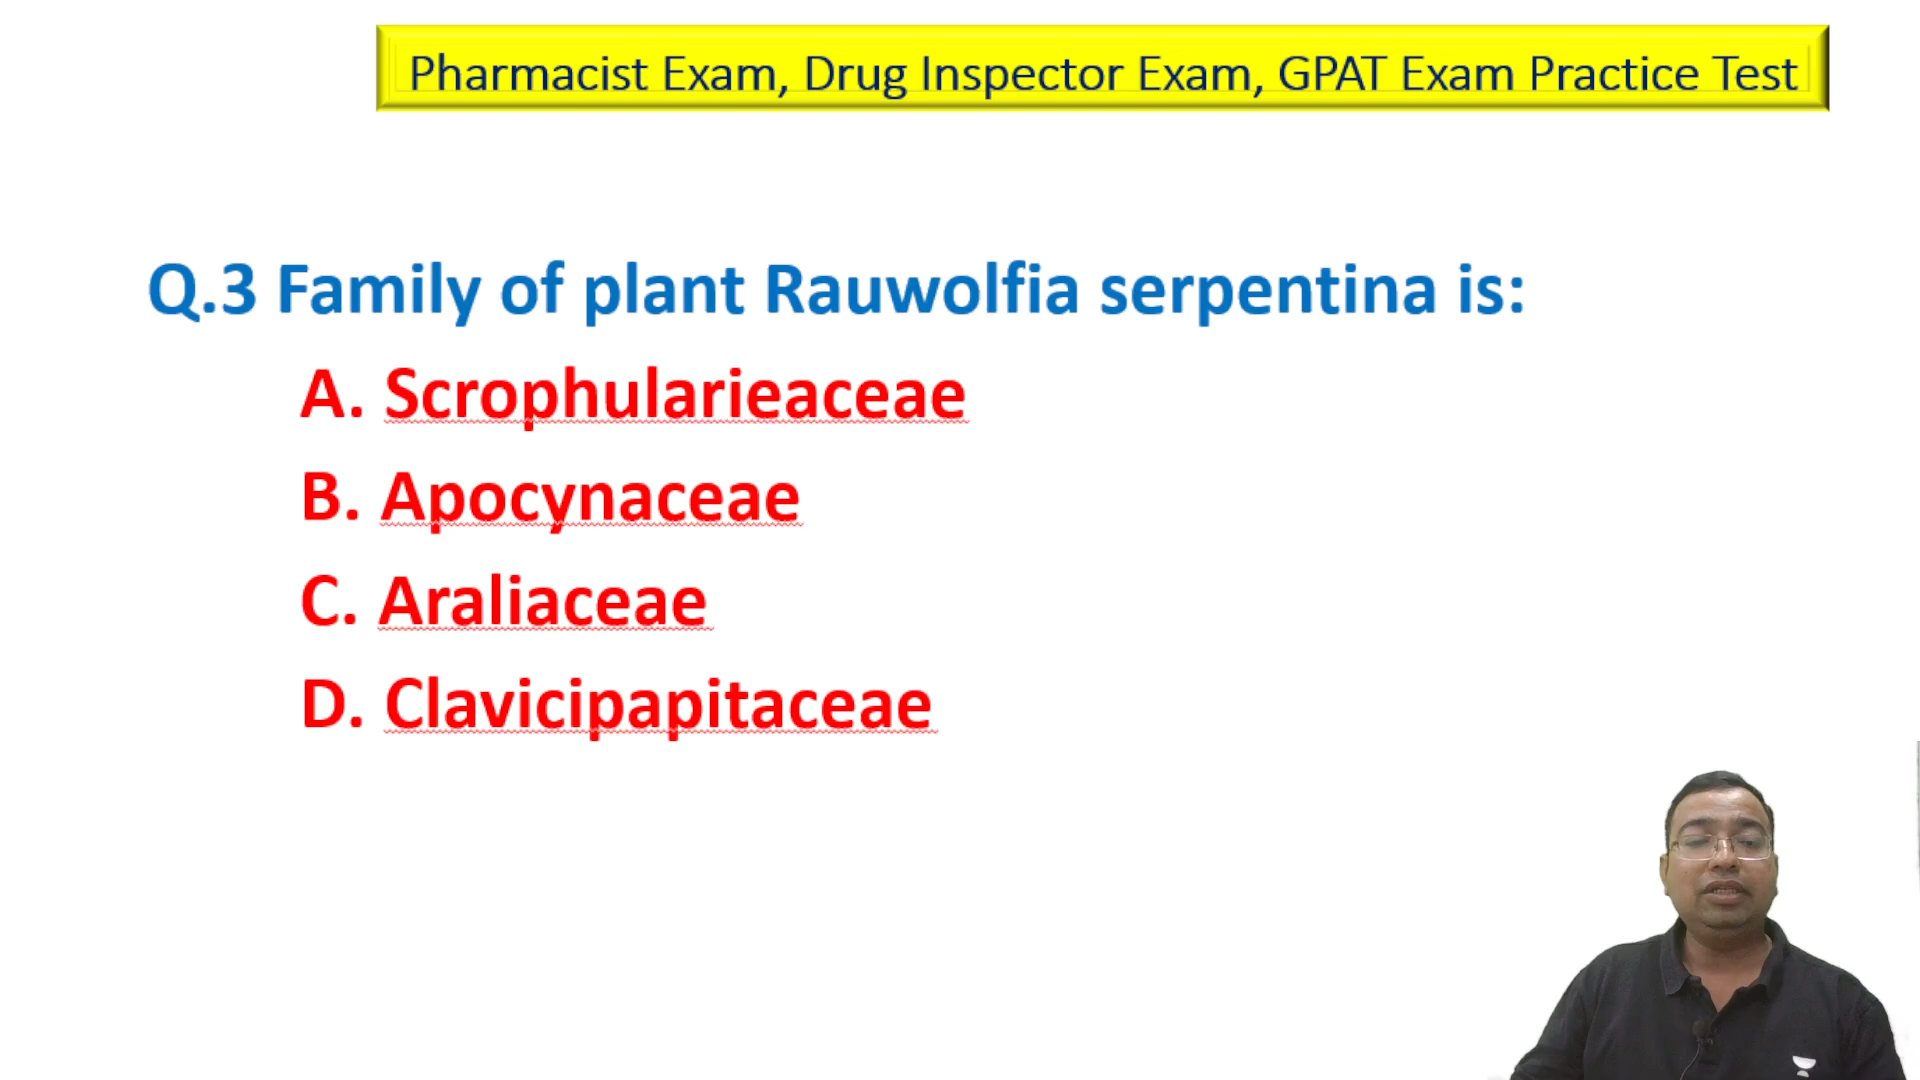 Pharmacist Exam, Drug Inspector Exam, GPAT Exam Practice Test
Q.3 Family of plant Rauwolfia serpentina is:
A. Scrophularieaceae
B. Apocynaceae
C. Araliaceae
D. Clavicipapitaceae